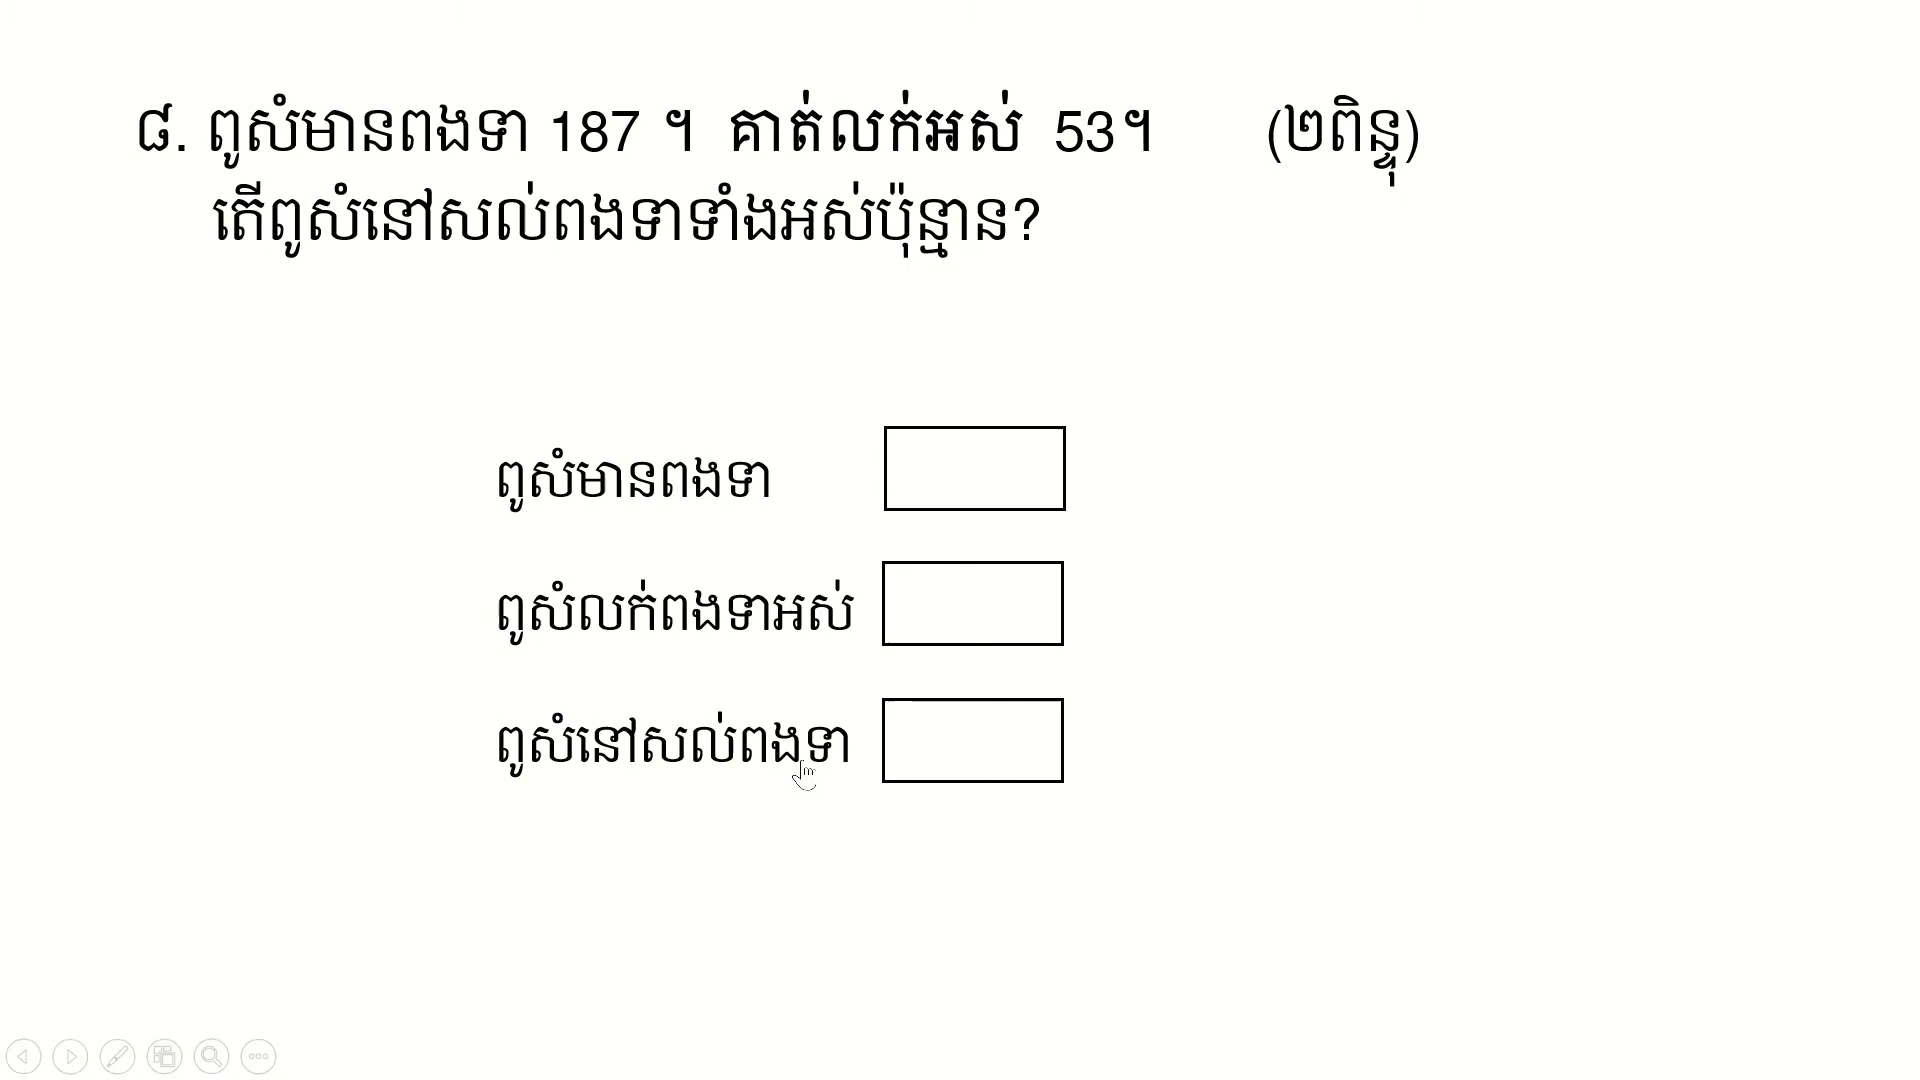 ៨. ពូសំមានពងទា 187 ។ គាត់លក់អស់ 53។ (២ពិន្ទុ)
តើពូសំនៅសល់ពងទាទាំងអស់ប៉ុន្មាន?
ពូសំមានពងទា
ពូសំលក់ពងទាអស់
ពូសំនៅសល់ពងទា